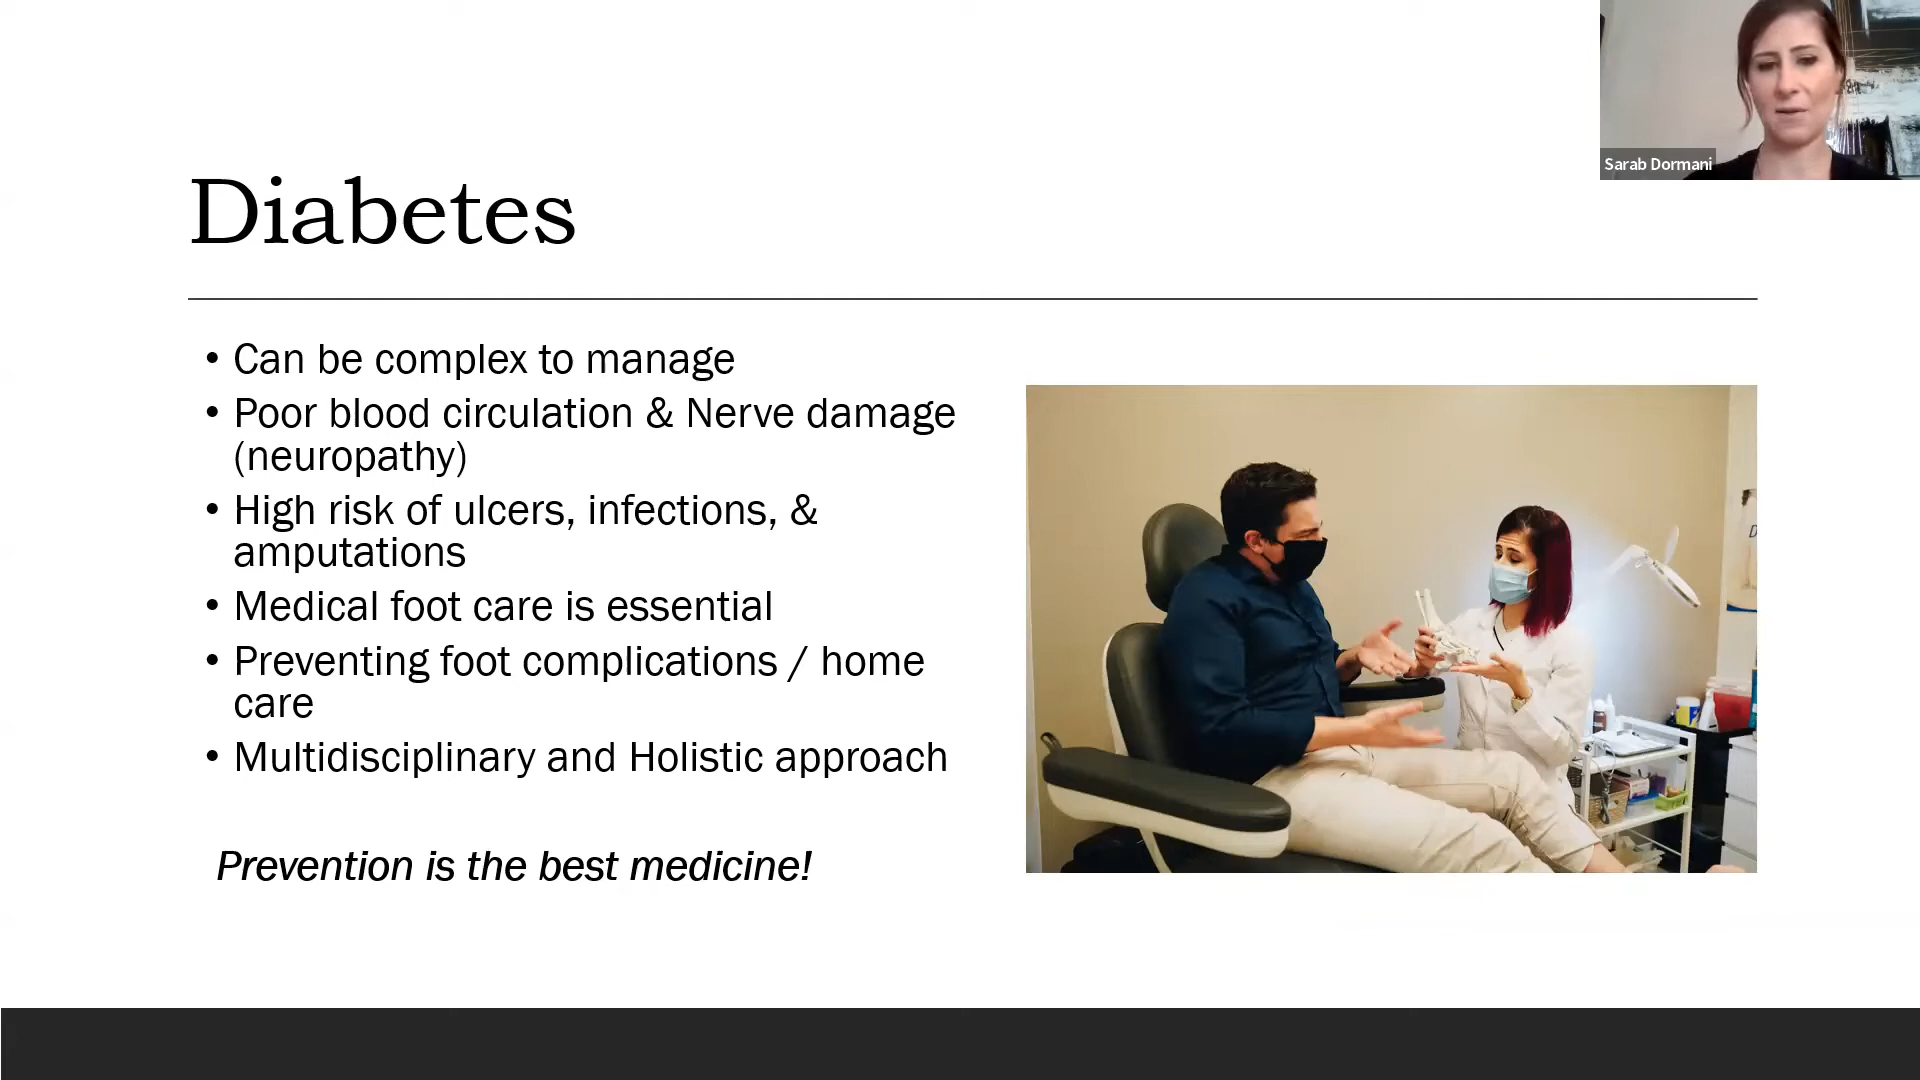 Sarab Dormani
Diabetes
• Can be complex to manage
• Poor blood circulation & Nerve damage
(neuropathy)
• High risk of ulcers, infections, &
amputations
• Medical foot care is essential
• Preventing foot complications / home
care
• Multidisciplinary and Holistic approach
Prevention is the best medicine!